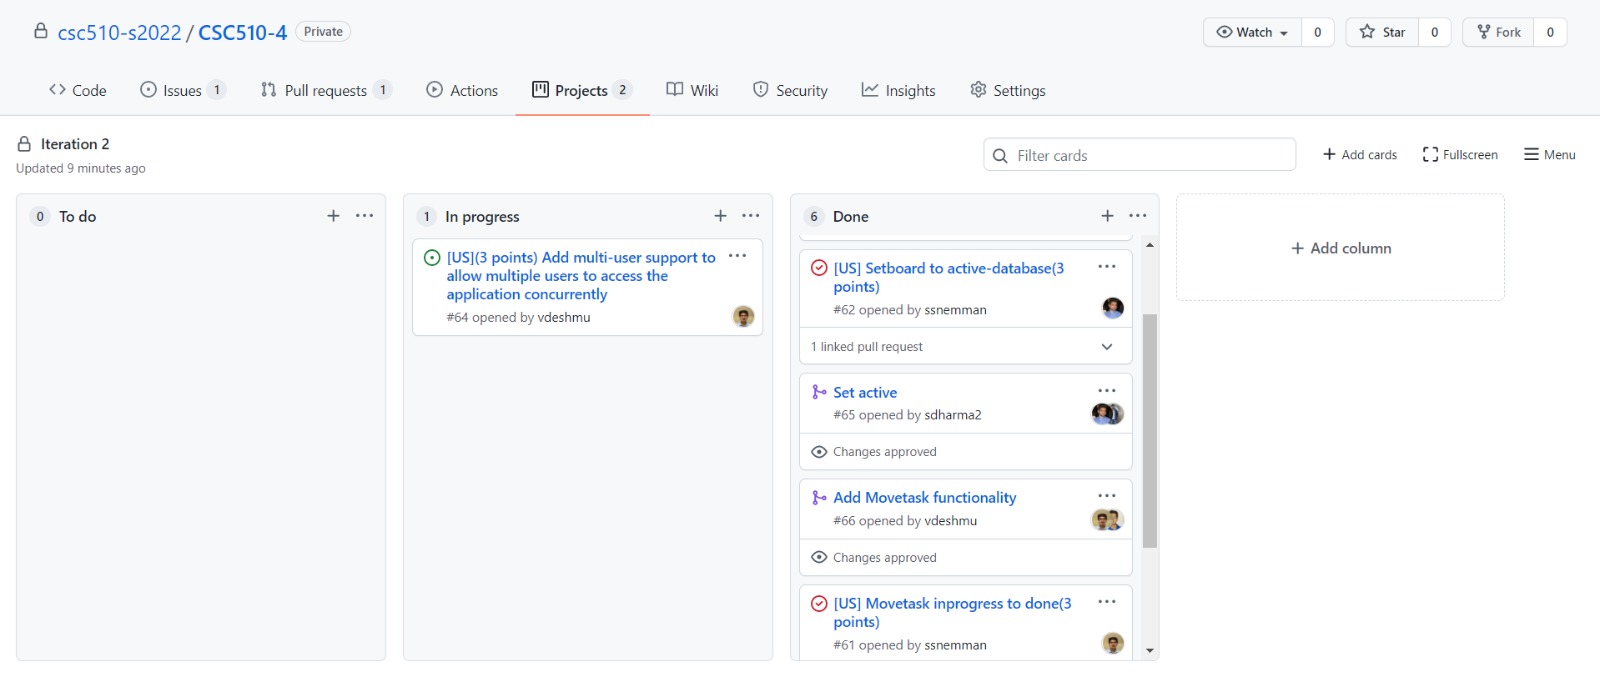 csc510-s2022 / CSC510-4 Private
Watch 0 Star 0 Fork 0
Code Issues 1 Pull requests 1 Actions Projects 2 Wiki Security Insights Settings
Iteration 2
Updated 9 minutes ago
Filter cards
+ Add cards Fullscreen Menu
0 To do + ...
1 In progress + ...
[US](3 points) Add multi-user support to ...
allow multiple users to access the
application concurrently
#64 opened by vdeshmu
6 Done + ...
[US] Setboard to active-database(3 ...
points)
#62 opened by ssnemman
1 linked pull request
Set active ...
#65 opened by sdharma2
Changes approved
Add Movetask functionality ...
#66 opened by vdeshmu
Changes approved
[US] Movetask inprogress to done(3 ...
points)
#61 opened by ssnemman
+ Add column